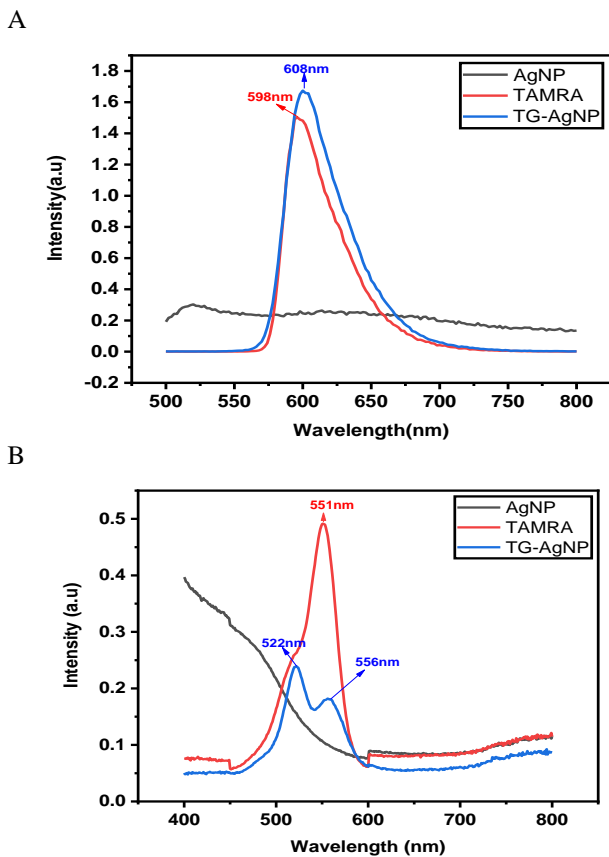 A
608nm
598nm
AgNP
TAMRA
TG-AgNP
1.8
1.6
1.4
1.2
1.0
0.8
0.6
0.4
0.2
0.0
-0.2
Intensity(a.u)
500 550 600 650 700 750 800
Wavelength(nm)
B
551nm
AgNP
TAMRA
TG-AgNP
522nm
556nm
0.5
0.4
0.3
0.2
0.1
0.0
Intensity (a.u)
400 500 600 700 800
Wavelength (nm)